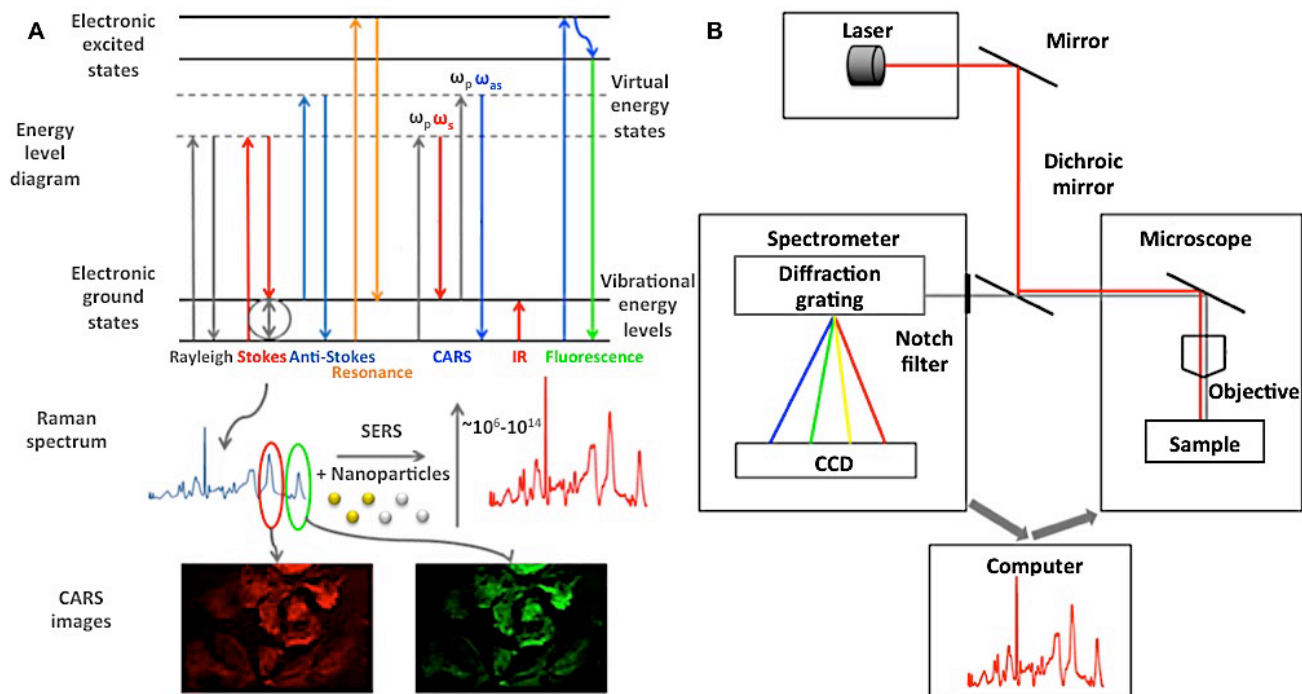 A
Electronic
excited
states
Energy
level
diagram
Electronic
ground
states
ωp ωas
ωp ωs
Virtual
energy
states
Vibrational
energy
levels
Rayleigh Stokes Anti-Stokes CARS IR Fluorescence
Resonance
Raman
spectrum
SERS
+ Nanoparticles
~10⁶-10¹⁴
CARS
images
B
Laser
Mirror
Dichroic
mirror
Spectrometer
Diffraction
grating
Notch
filter
CCD
Microscope
Objective
Sample
Computer